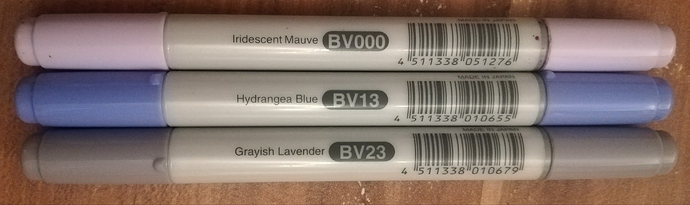 Iridescent Mauve BV000
4 511338 051276
MADE IN JAPAN
Hydrangea Blue BV13
4 511338 010655
MADE IN JAPAN
Grayish Lavender BV23
4 511338 010679